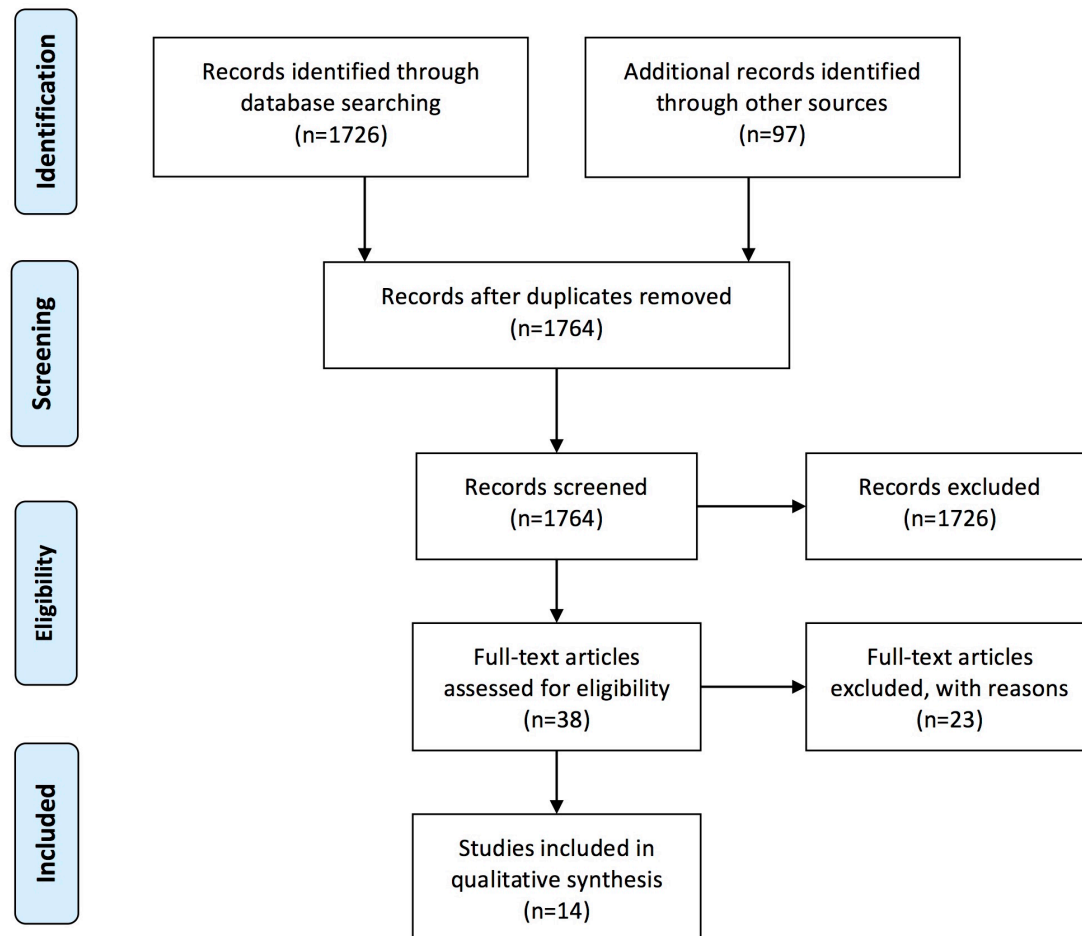 Identification
Records identified through
database searching
(n=1726)
Additional records identified
through other sources
(n=97)
Screening
Records after duplicates removed
(n=1764)
Records screened
(n=1764)
Records excluded
(n=1726)
Eligibility
Full-text articles
assessed for eligibility
(n=38)
Full-text articles
excluded, with reasons
(n=23)
Included
Studies included in
qualitative synthesis
(n=14)